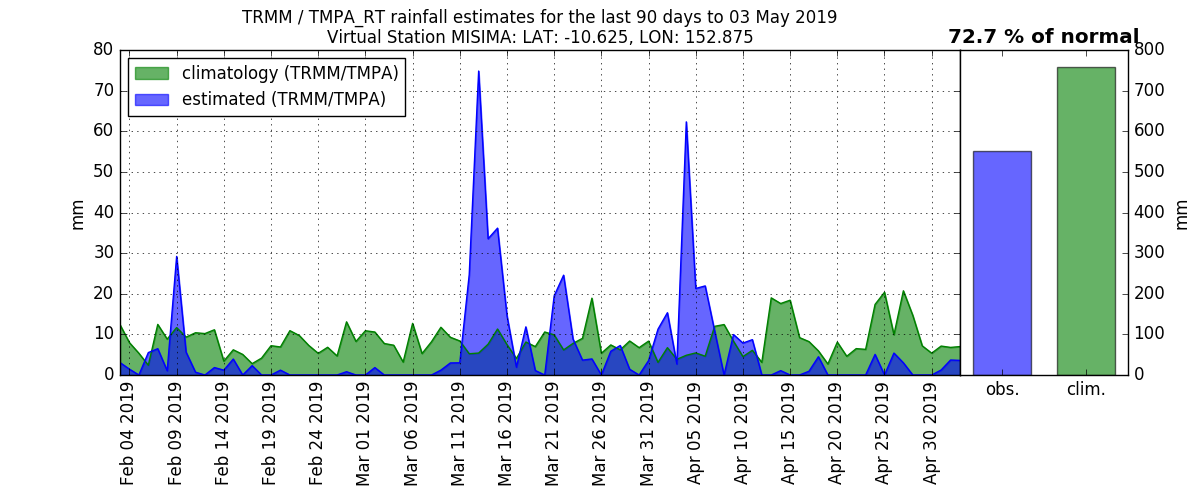 TRMM / TMPA_RT rainfall estimates for the last 90 days to 03 May 2019
Virtual Station MISIMA: LAT: -10.625, LON: 152.875
72.7 % of normal
climatology (TRMM/TMPA)
estimated (TRMM/TMPA)
mm
80
70
60
50
40
30
20
10
0
Feb 04 2019
Feb 09 2019
Feb 14 2019
Feb 19 2019
Feb 24 2019
Mar 01 2019
Mar 06 2019
Mar 11 2019
Mar 16 2019
Mar 21 2019
Mar 26 2019
Mar 31 2019
Apr 05 2019
Apr 10 2019
Apr 15 2019
Apr 20 2019
Apr 25 2019
Apr 30 2019
800
700
600
500
400
300
200
100
0
mm
obs.
clim.